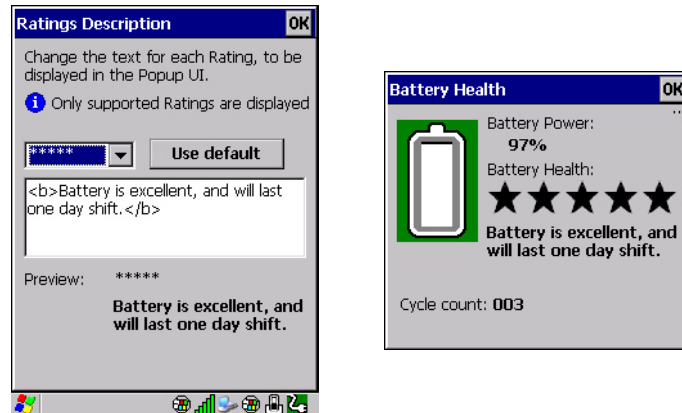 Ratings Description OK
Change the text for each Rating, to be
displayed in the Popup UI.
i Only supported Ratings are displayed
***** Use default
<b>Battery is excellent, and will last
one day shift.</b>
Preview: *****
Battery is excellent, and
will last one day shift.
Battery Health OK
Battery Power:
97%
Battery Health:
Battery is excellent, and
will last one day shift.
Cycle count: 003